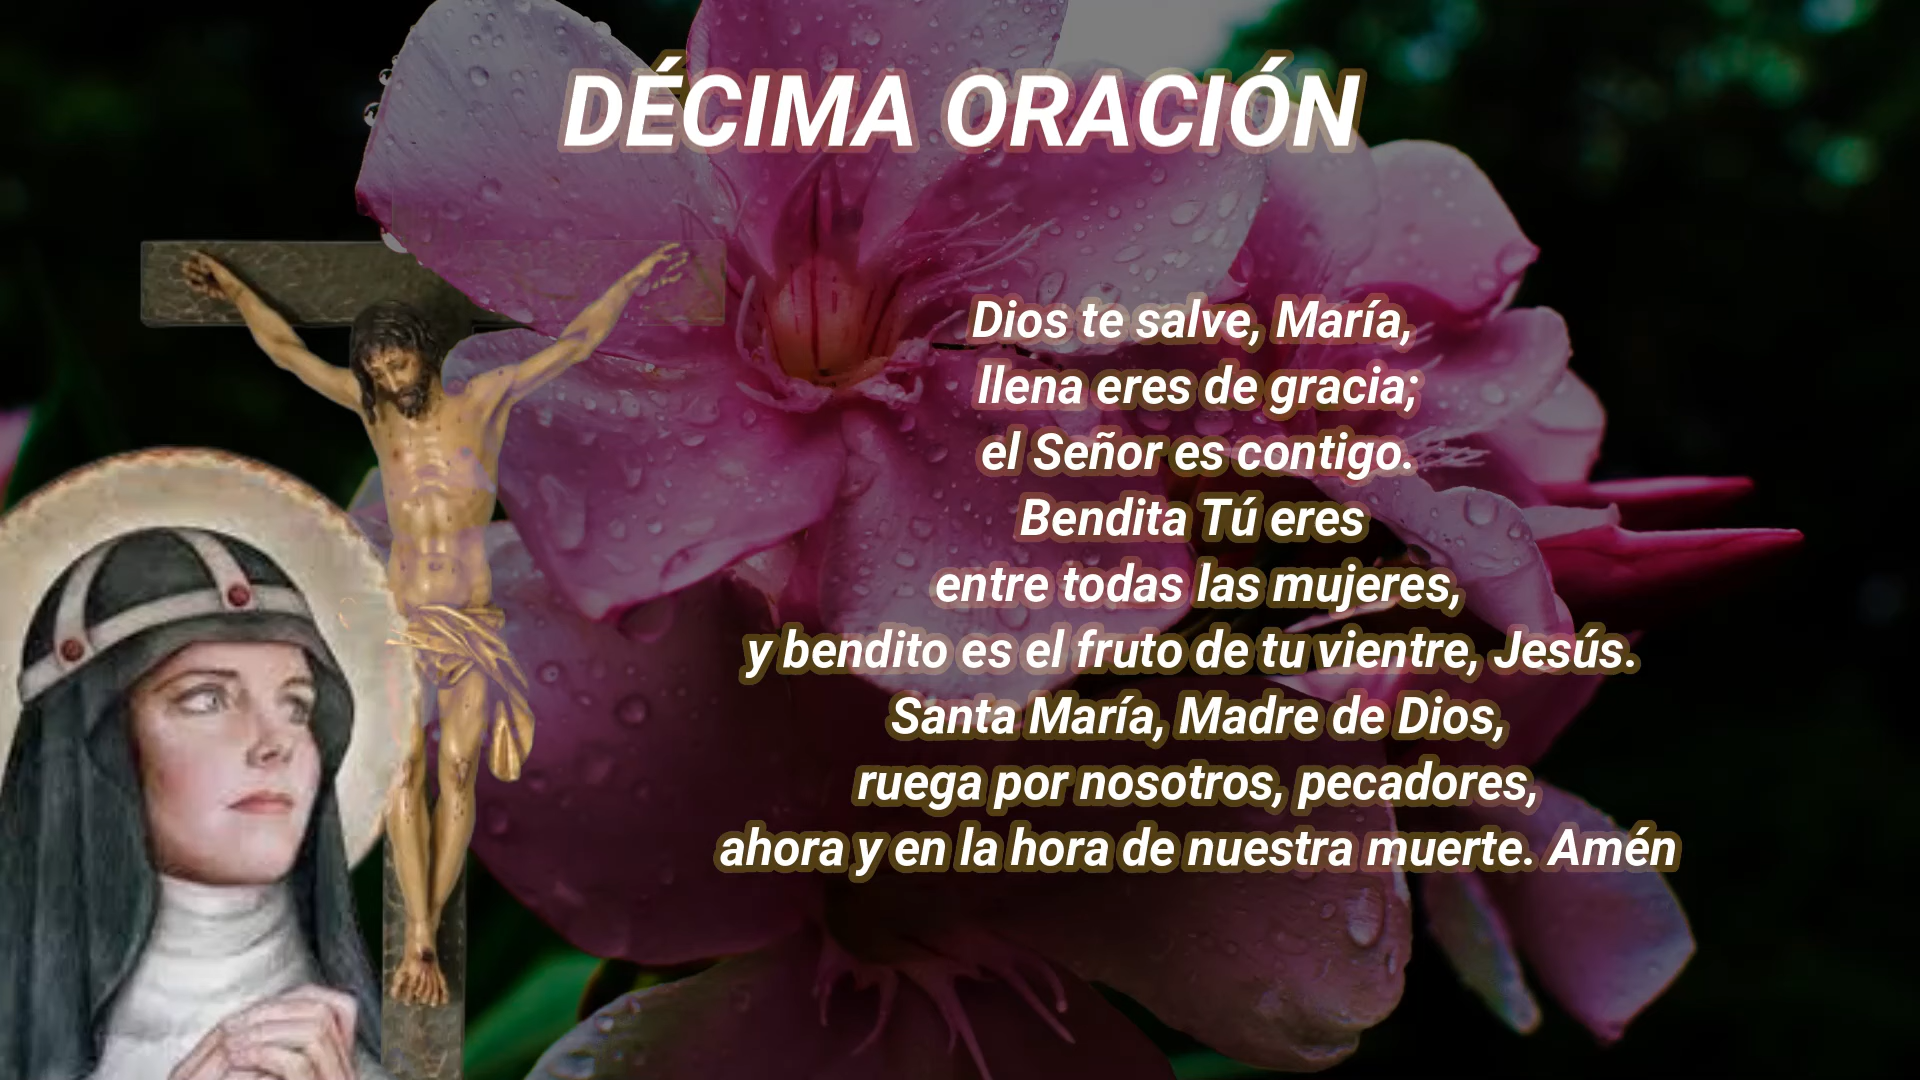 DÉCIMA ORACIÓN
Dios te salve, María,
llena eres de gracia;
el Señor es contigo.
Bendita Tú eres
entre todas las mujeres,
y bendito es el fruto de tu vientre, Jesús.
Santa María, Madre de Dios,
ruega por nosotros, pecadores,
ahora y en la hora de nuestra muerte. Amén